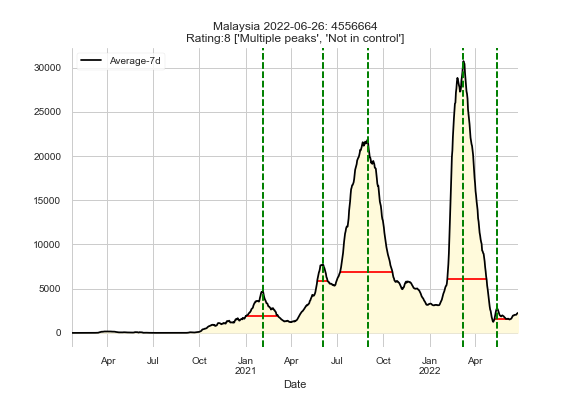 Malaysia 2022-06-26: 4556664
Rating:8 ['Multiple peaks', 'Not in control']
Average-7d
30000
25000
20000
15000
10000
5000
0
Apr Jul Oct Jan Apr Jul Oct Jan Apr
2021 2022
Date